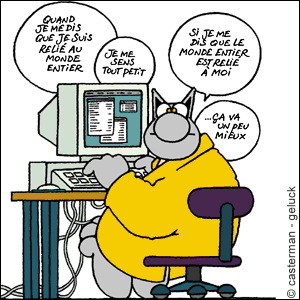 QUAND
JE ME DIS
QUE JE SUIS
RELIÉ AU
MONDE
ENTIER
JE ME
SENS
TOUT PETIT
SI JE ME
DIS QUE LE
MONDE ENTIER
EST RELIÉ
À MOI
...ÇA VA
UN PEU
MIEUX
© casterman - geluck